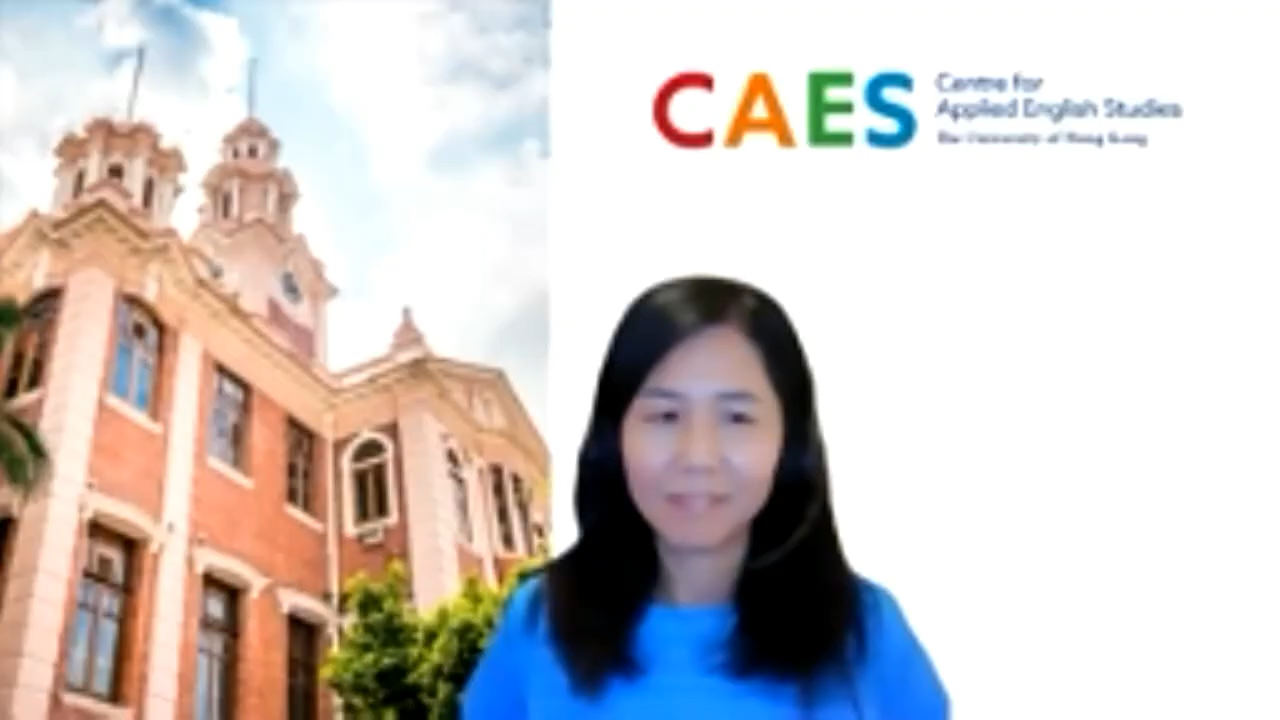 CAES
Centre for
Applied English Studies
The University of Hong Kong